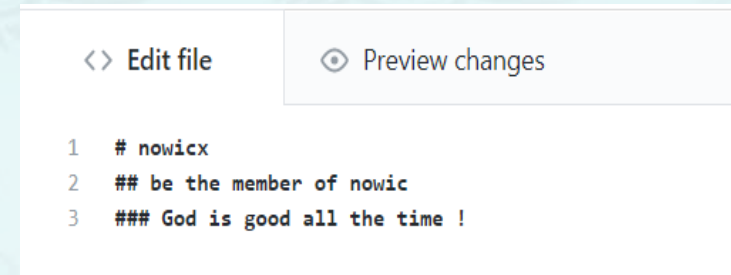 <> Edit file Preview changes
1 # nowicx
2 ## be the member of nowic
3 ### God is good all the time !